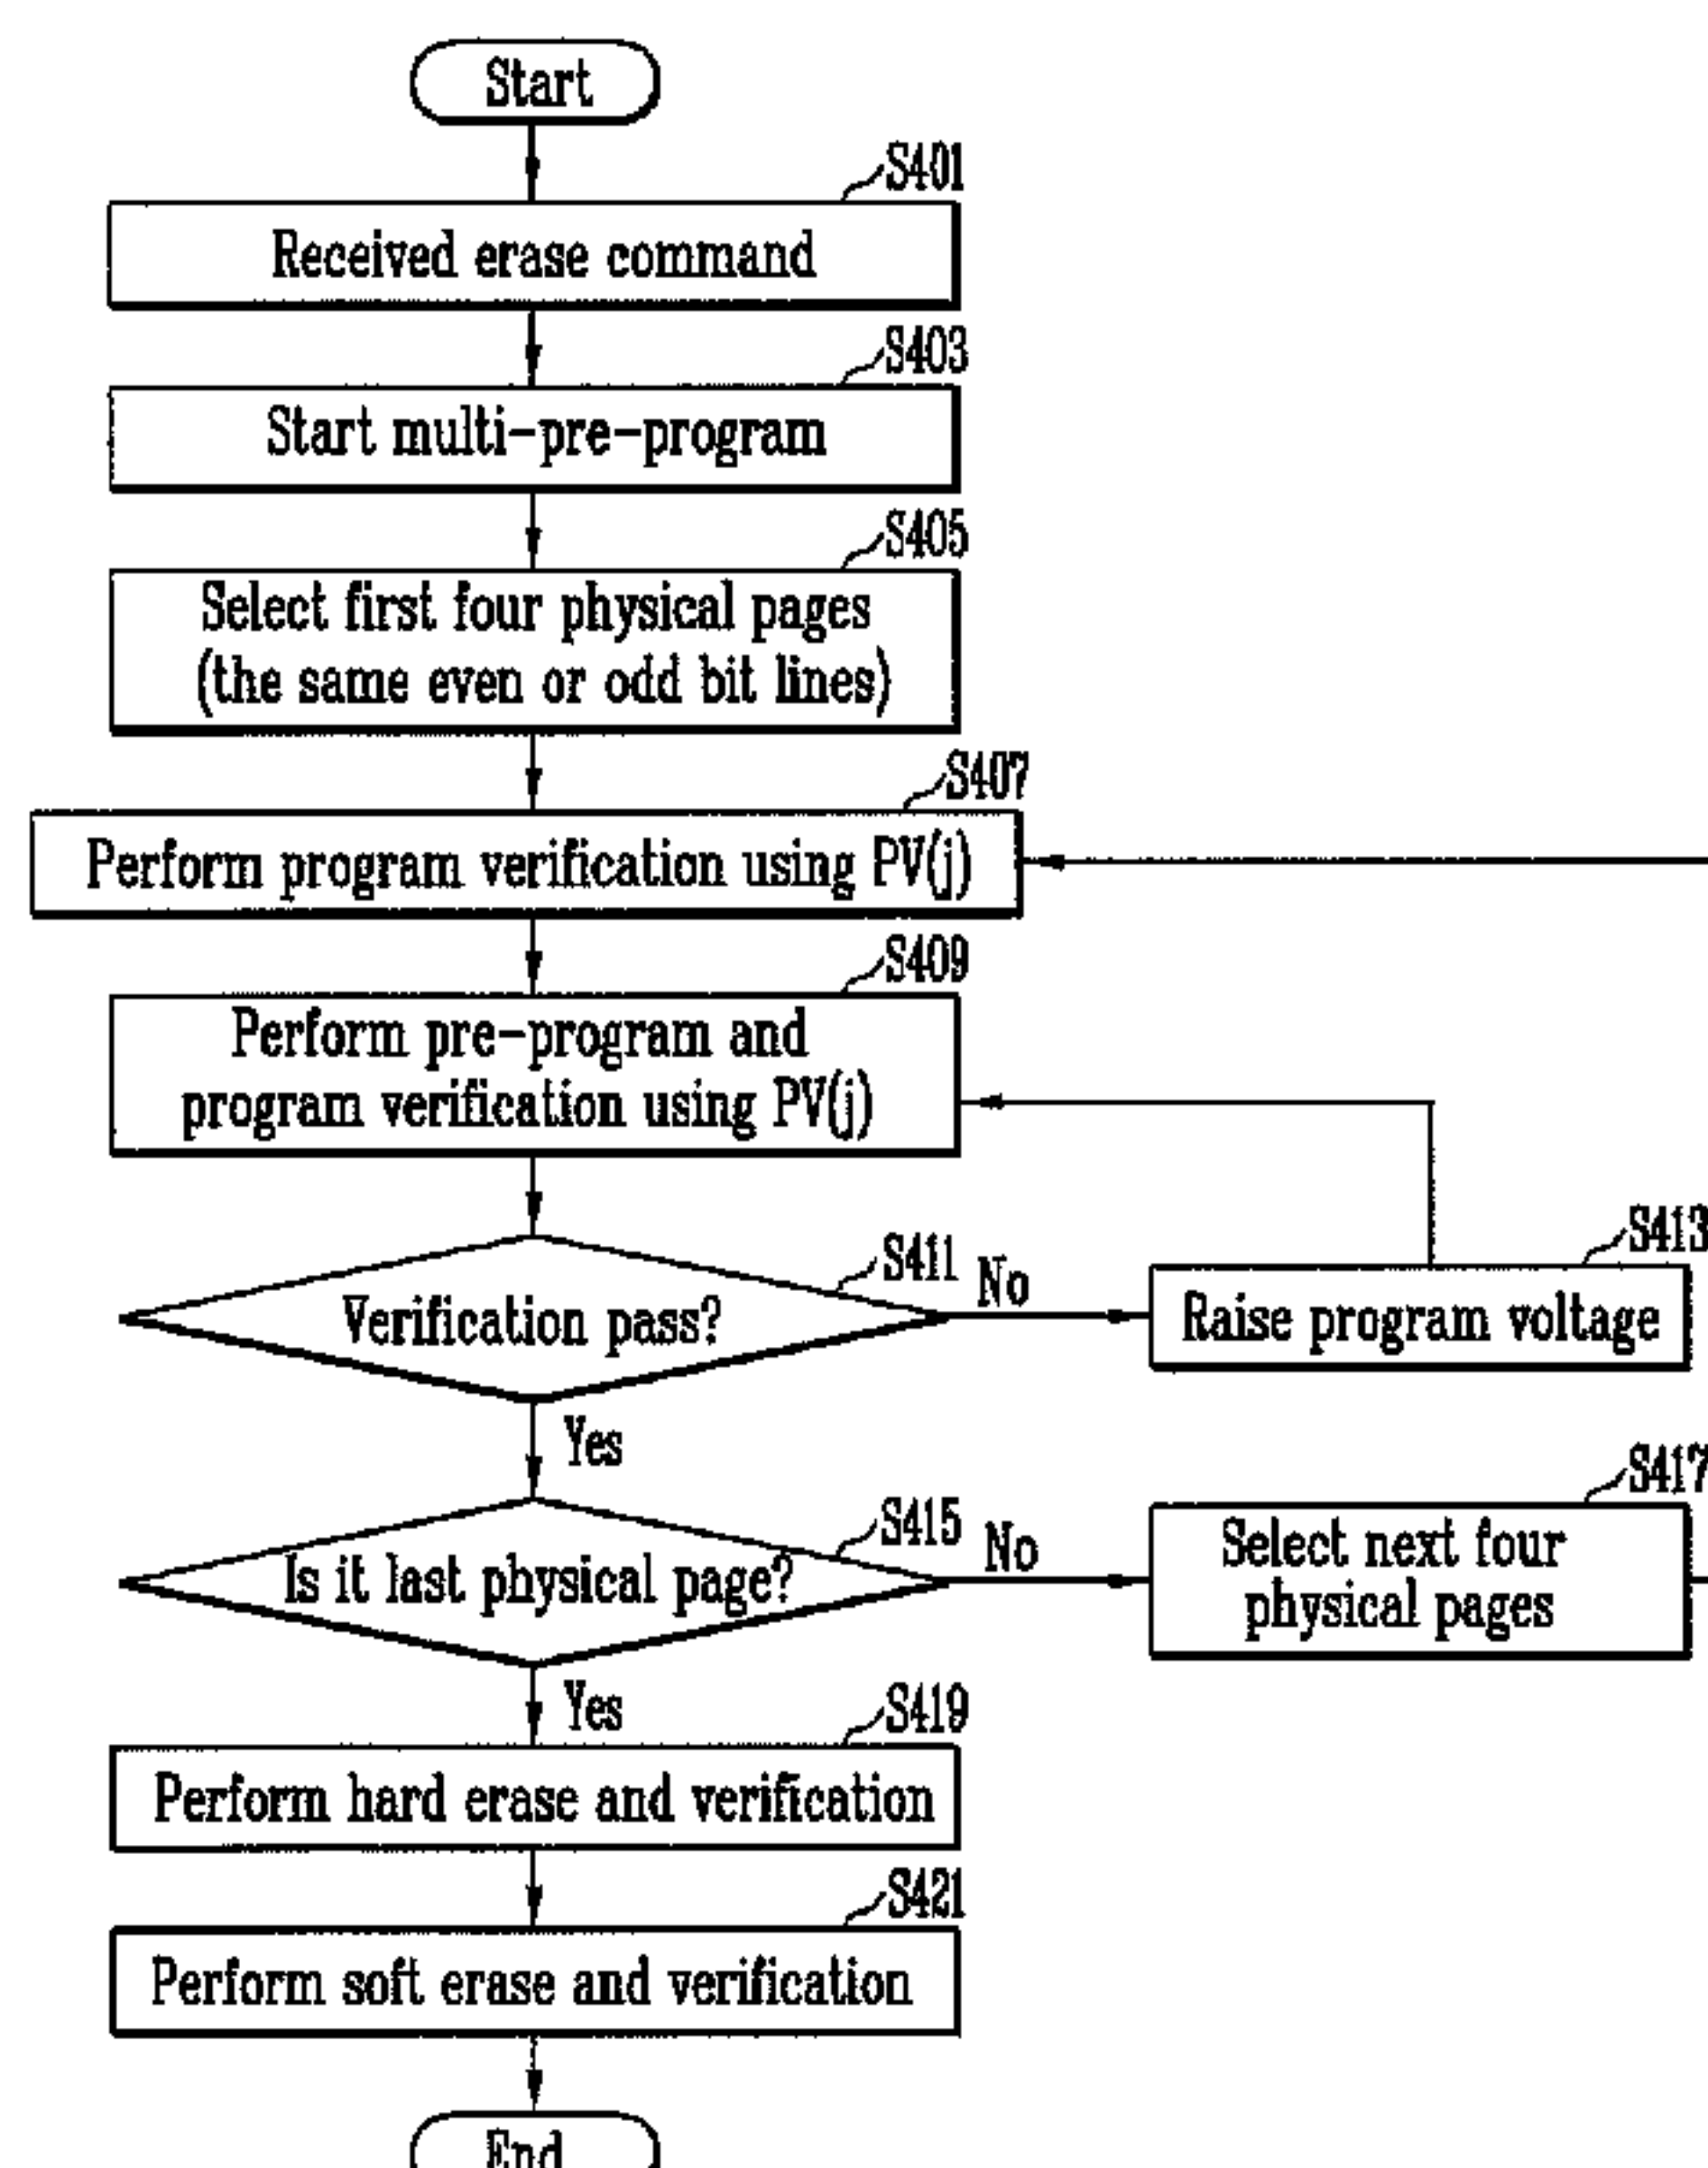 Start
S401
Received erase command
S403
Start multi-pre-program
S405
Select first four physical pages
(the same even or odd bit lines)
S407
Perform program verification using PV(j)
S409
Perform pre-program and
program verification using PV(j)
S411
Verification pass?
No
S413
Raise program voltage
Yes
S415
Is it last physical page?
No
S417
Select next four
physical pages
Yes
S419
Perform hard erase and verification
S421
Perform soft erase and verification
End